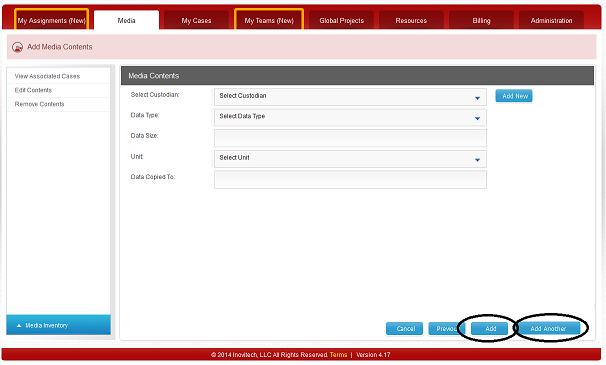 My Assignments (New) Media My Cases My Teams (New) Global Projects Resources Billing Administration
Add Media Contents
View Associated Cases
Edit Contents
Remove Contents
Media Contents
Select Custodian: Select Custodian Add New
Data Type: Select Data Type
Data Size:
Unit: Select Unit
Data Copied To:
Media Inventory
Cancel Previou Add Add Another
© 2014 Inovitech, LLC All Rights Reserved. Terms | Version 4.17